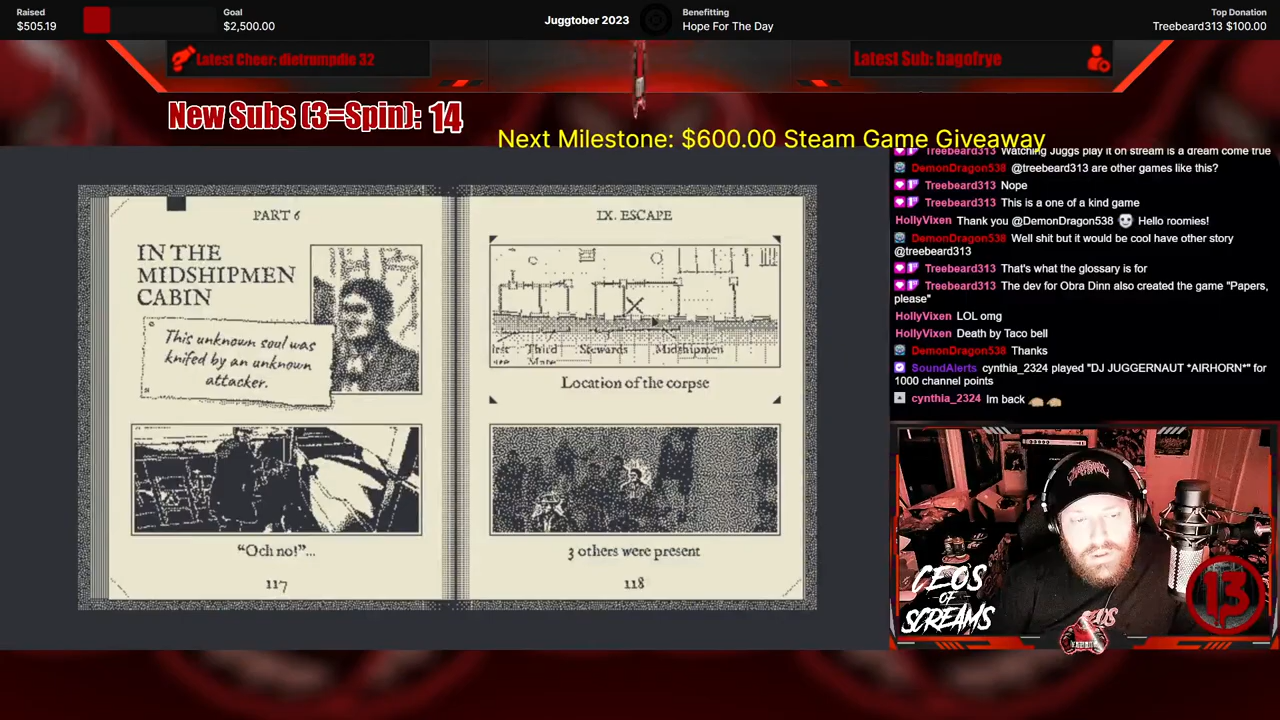 Raised
$505.19
Goal
$2,500.00
Juggtober 2023
Benefitting
Hope For The Day
Top Donation
Treebeard313 $100.00
Latest Cheer: dietrumpdie 32
Latest Sub: bagofrye
New Subs (3=Spin): 14
Next Milestone: $600.00 Steam Game Giveaway
PART 6
IN THE
MIDSHIPMEN
CABIN
This unknown soul was
knifed by an unknown
attacker.
"Och no!"...
117
IX. ESCAPE
Third
Mate
Stewards
Midshipmen
Location of the corpse
3 others were present
118
Treebeard313 Watching Juggs play it on stream is a dream come true
DemonDragon538 @treebeard313 are other games like this?
Treebeard313 Nope
Treebeard313 This is a one of a kind game
HollyVixen Thank you @DemonDragon538 Hello roomies!
DemonDragon538 Well shit but it would be cool have other story
@treebeard313
Treebeard313 That's what the glossary is for
Treebeard313 The dev for Obra Dinn also created the game "Papers,
please"
HollyVixen LOL omg
HollyVixen Death by Taco bell
DemonDragon538 Thanks
SoundAlerts cynthia_2324 played "DJ JUGGERNAUT *AIRHORN*" for
1000 channel points
cynthia_2324 Im back
CEOS
OF
SCREAMS
13